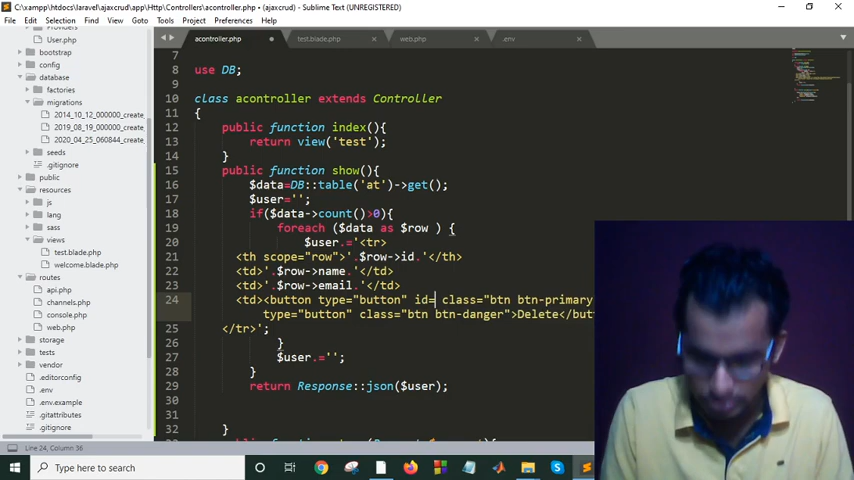 C:\xampp\htdocs\laravel\ajaxcrud\app\Http\Controllers\acontroller.php • (ajaxcrud) - Sublime Text (UNREGISTERED)
File Edit Selection Find View Goto Tools Project Preferences Help
acontroller.php test.blade.php web.php .env
Providers
User.php
bootstrap
config
database
factories
migrations
2014_10_12_000000_create_
2019_08_19_000000_create_
2020_04_25_060844_create_
seeds
.gitignore
public
resources
js
lang
sass
views
test.blade.php
welcome.blade.php
routes
api.php
channels.php
console.php
web.php
storage
tests
vendor
.editorconfig
.env
.env.example
.gitattributes
.gitignore
7
8 use DB;
9
10 class acontroller extends Controller
11 {
12 public function index(){
13 return view('test');
14 }
15 public function show(){
16 $data=DB::table('at')->get();
17 $user='';
18 if($data->count()>0){
19 foreach ($data as $row ) {
20 $user.='<tr>
21 <th scope="row">'.$row->id.'</th>
22 <td>'.$row->name.'</td>
23 <td>'.$row->email.'</td>
24 <td><button type="button" id= class="btn btn-primary
type="button" class="btn btn-danger">Delete</but
25 </tr>';
26 }
27 $user.='';
28 }
29 return Response::json($user);
30
31
32 }
Line 24, Column 36
Type here to search